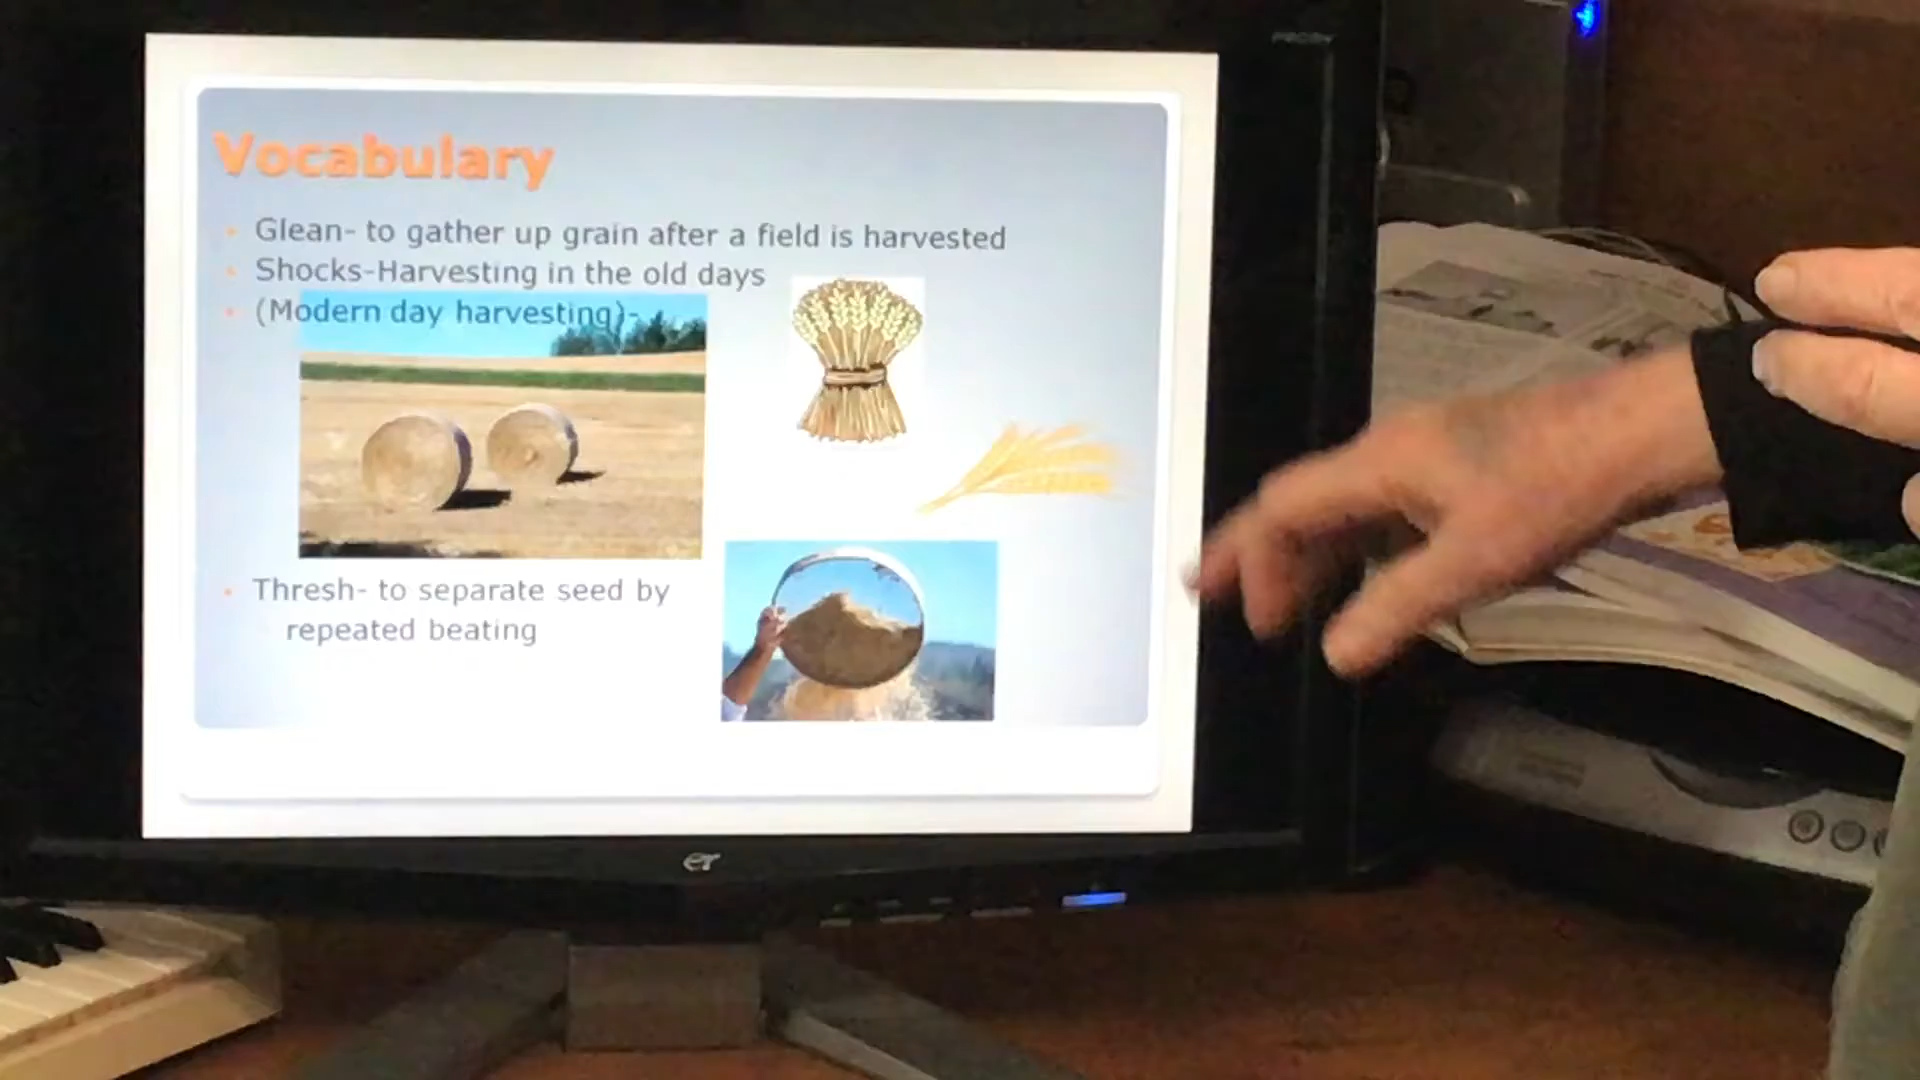 Vocabulary
Glean- to gather up grain after a field is harvested
Shocks-Harvesting in the old days
(Modern day harvesting)-
Thresh- to separate seed by
repeated beating